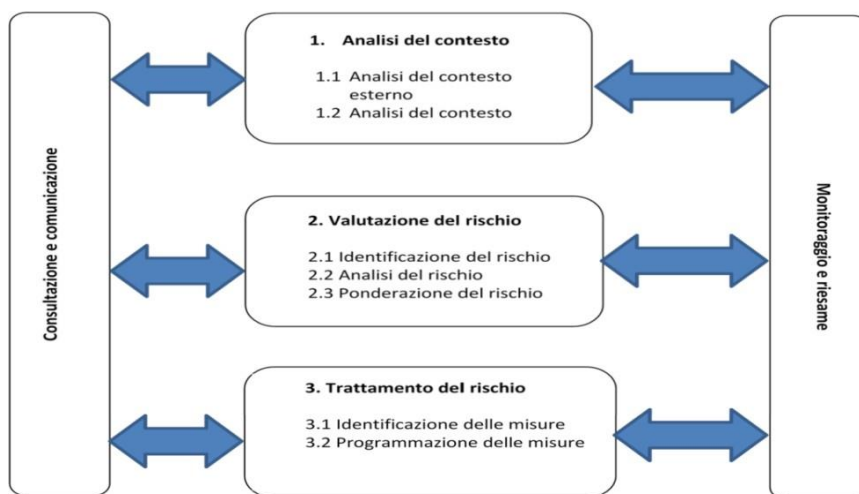 Consultazione e comunicazione
1. Analisi del contesto
1.1 Analisi del contesto
esterno
1.2 Analisi del contesto
2. Valutazione del rischio
2.1 Identificazione del rischio
2.2 Analisi del rischio
2.3 Ponderazione del rischio
3. Trattamento del rischio
3.1 Identificazione delle misure
3.2 Programmazione delle misure
Monitoraggio e riesame